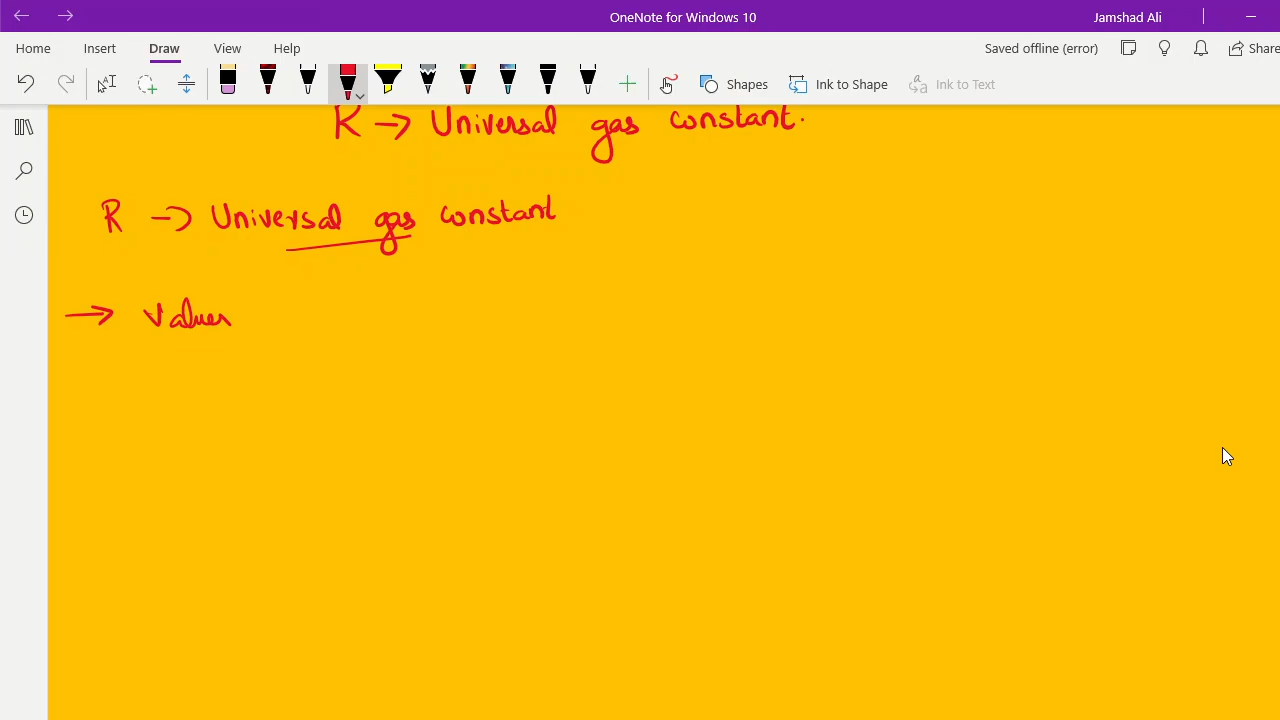 OneNote for Windows 10
Jamshad Ali
Home Insert Draw View Help
Saved offline (error)
Share
Shapes
Ink to Shape
Ink to Text
R → Universal gas constant.
R → Universal gas constant
→ Values